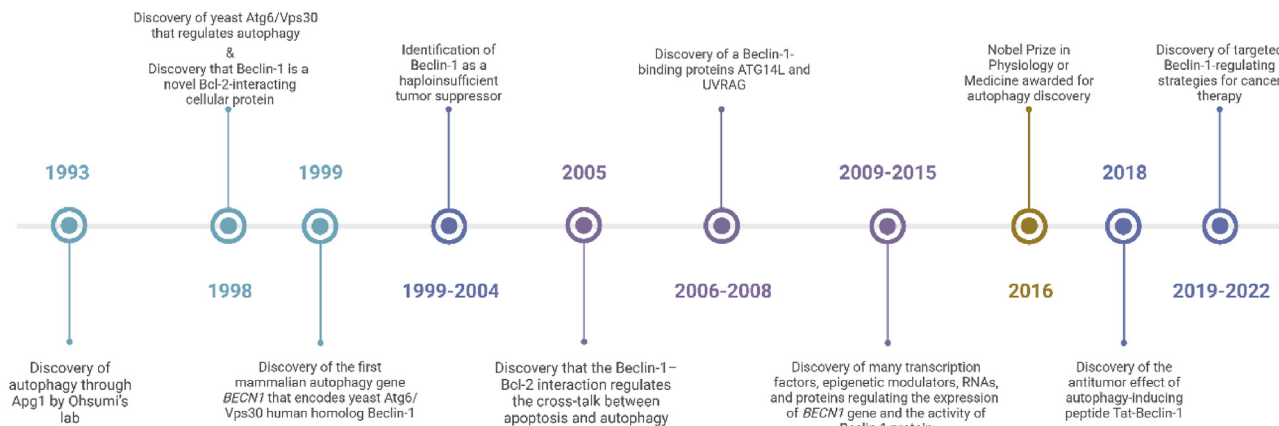 Discovery of yeast Atg6/Vps30
that regulates autophagy
&
Discovery that Beclin-1 is a
novel Bcl-2-interacting
cellular protein
Identification of
Beclin-1 as a
haploinsufficient
tumor suppressor
Discovery of a Beclin-1-
binding proteins ATG14L and
UVRAG
Nobel Prize in
Physiology or
Medicine awarded for
autophagy discovery
Discovery of targeted
Beclin-1-regulating
strategies for cancer
therapy
1993
1999
2005
2009-2015
2018
1998
1999-2004
2006-2008
2016
2019-2022
Discovery of
autophagy through
Apg1 by Ohsumi's
lab
Discovery of the first
mammalian autophagy gene
BECN1 that encodes yeast Atg6/
Vps30 human homolog Beclin-1
Discovery that the Beclin-1–
Bcl-2 interaction regulates
the cross-talk between
apoptosis and autophagy
Discovery of many transcription
factors, epigenetic modulators, RNAs,
and proteins regulating the expression
of BECN1 gene and the activity of
Beclin-1 protein
Discovery of the
antitumor effect of
autophagy-inducing
peptide Tat-Beclin-1